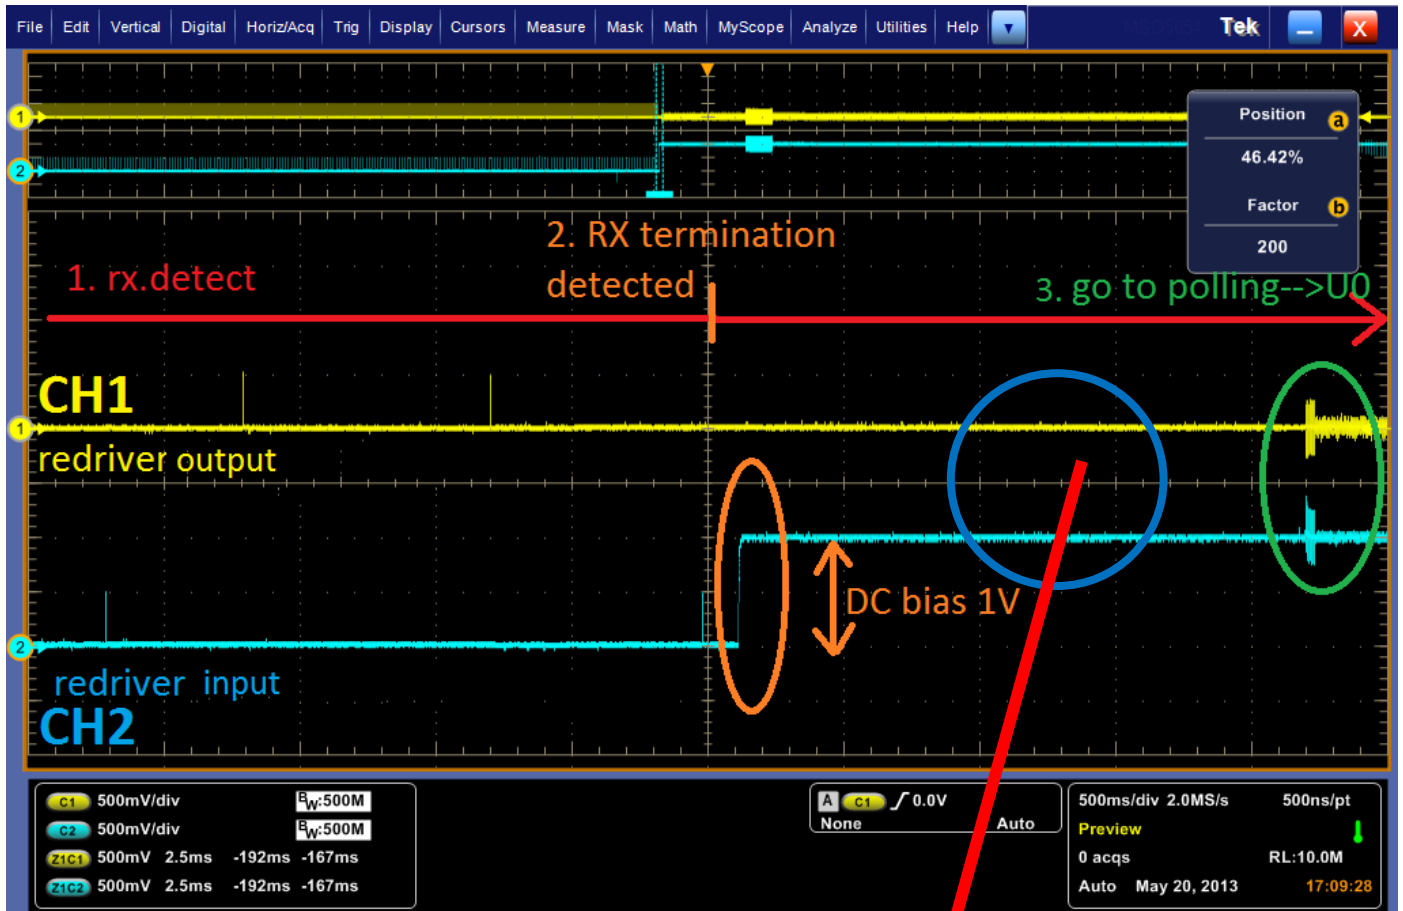 File Edit Vertical Digital Horiz/Acq Trig Display Cursors Measure Mask Math MyScope Analyze Utilities Help Tek X
1
2
Position a
46.42%
Factor b
200
2. RX termination
detected
1. rx.detect
3. go to polling-->U0
CH1
1
redriver output
DC bias 1V
2
redriver input
CH2
C1 500mV/div BW:500M
C2 500mV/div BW:500M
Z1C1 500mV 2.5ms -192ms -167ms
Z1C2 500mV 2.5ms -192ms -167ms
A C1 0.0V
None Auto
500ms/div 2.0MS/s 500ns/pt
Preview
0 acqs RL:10.0M
Auto May 20, 2013 17:09:28